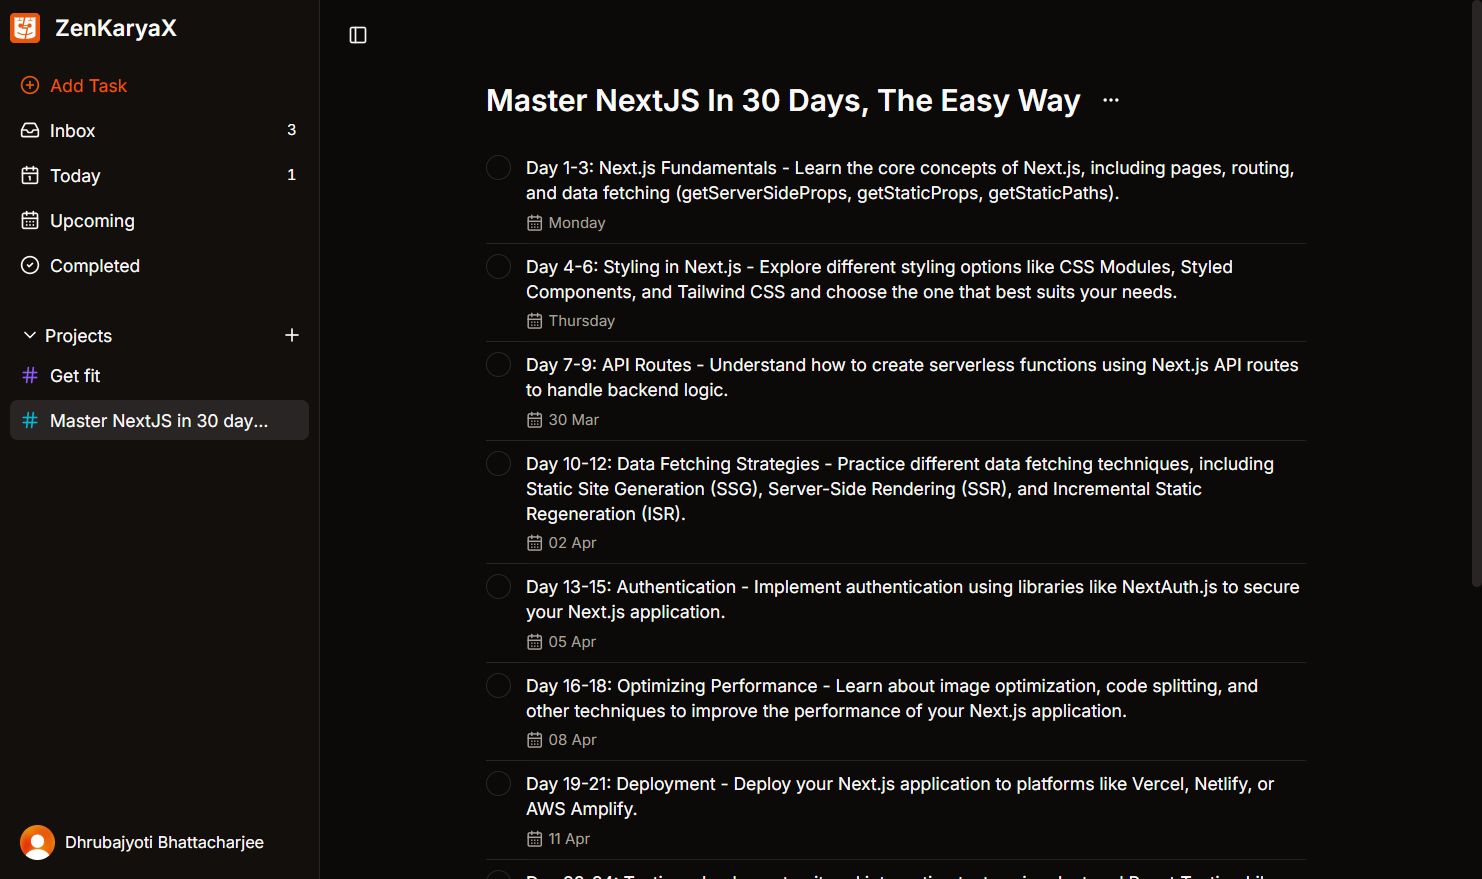 ZenKaryaX
Add Task
Inbox 3
Today 1
Upcoming
Completed
Projects
Get fit
Master NextJS in 30 day...
Dhrubajyoti Bhattacharjee
Master NextJS In 30 Days, The Easy Way
Day 1-3: Next.js Fundamentals - Learn the core concepts of Next.js, including pages, routing,
and data fetching (getServerSideProps, getStaticProps, getStaticPaths).
Monday
Day 4-6: Styling in Next.js - Explore different styling options like CSS Modules, Styled
Components, and Tailwind CSS and choose the one that best suits your needs.
Thursday
Day 7-9: API Routes - Understand how to create serverless functions using Next.js API routes
to handle backend logic.
30 Mar
Day 10-12: Data Fetching Strategies - Practice different data fetching techniques, including
Static Site Generation (SSG), Server-Side Rendering (SSR), and Incremental Static
Regeneration (ISR).
02 Apr
Day 13-15: Authentication - Implement authentication using libraries like NextAuth.js to secure
your Next.js application.
05 Apr
Day 16-18: Optimizing Performance - Learn about image optimization, code splitting, and
other techniques to improve the performance of your Next.js application.
08 Apr
Day 19-21: Deployment - Deploy your Next.js application to platforms like Vercel, Netlify, or
AWS Amplify.
11 Apr